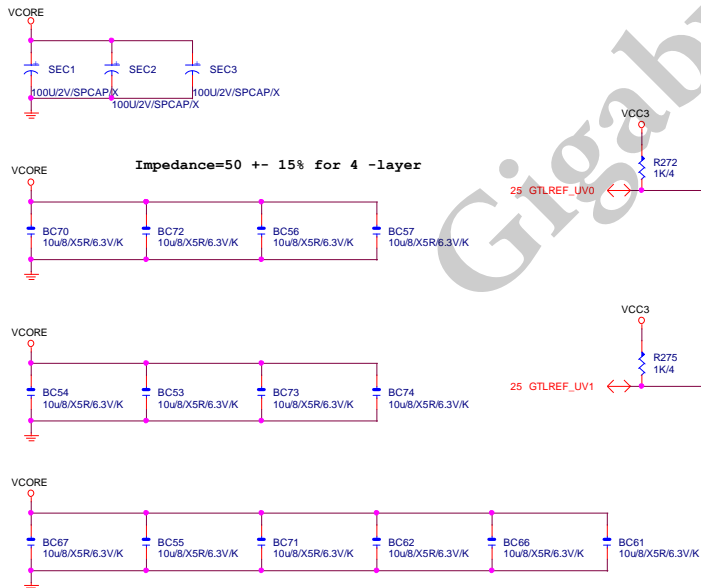 VCORE
SEC1
SEC2
SEC3
100U/2V/SPCAP/X
100U/2V/SPCAP/X
100U/2V/SPCAP/X
Gigaby
VCC3
R272
1K/4
25 GTLREF_UV0
Impedance=50 +- 15% for 4 -layer
VCORE
BC70
10u/8/X5R/6.3V/K
BC72
10u/8/X5R/6.3V/K
BC56
10u/8/X5R/6.3V/K
BC57
10u/8/X5R/6.3V/K
VCC3
R275
1K/4
25 GTLREF_UV1
VCORE
BC54
10u/8/X5R/6.3V/K
BC53
10u/8/X5R/6.3V/K
BC73
10u/8/X5R/6.3V/K
BC74
10u/8/X5R/6.3V/K
VCORE
BC67
10u/8/X5R/6.3V/K
BC55
10u/8/X5R/6.3V/K
BC71
10u/8/X5R/6.3V/K
BC62
10u/8/X5R/6.3V/K
BC66
10u/8/X5R/6.3V/K
BC61
10u/8/X5R/6.3V/K